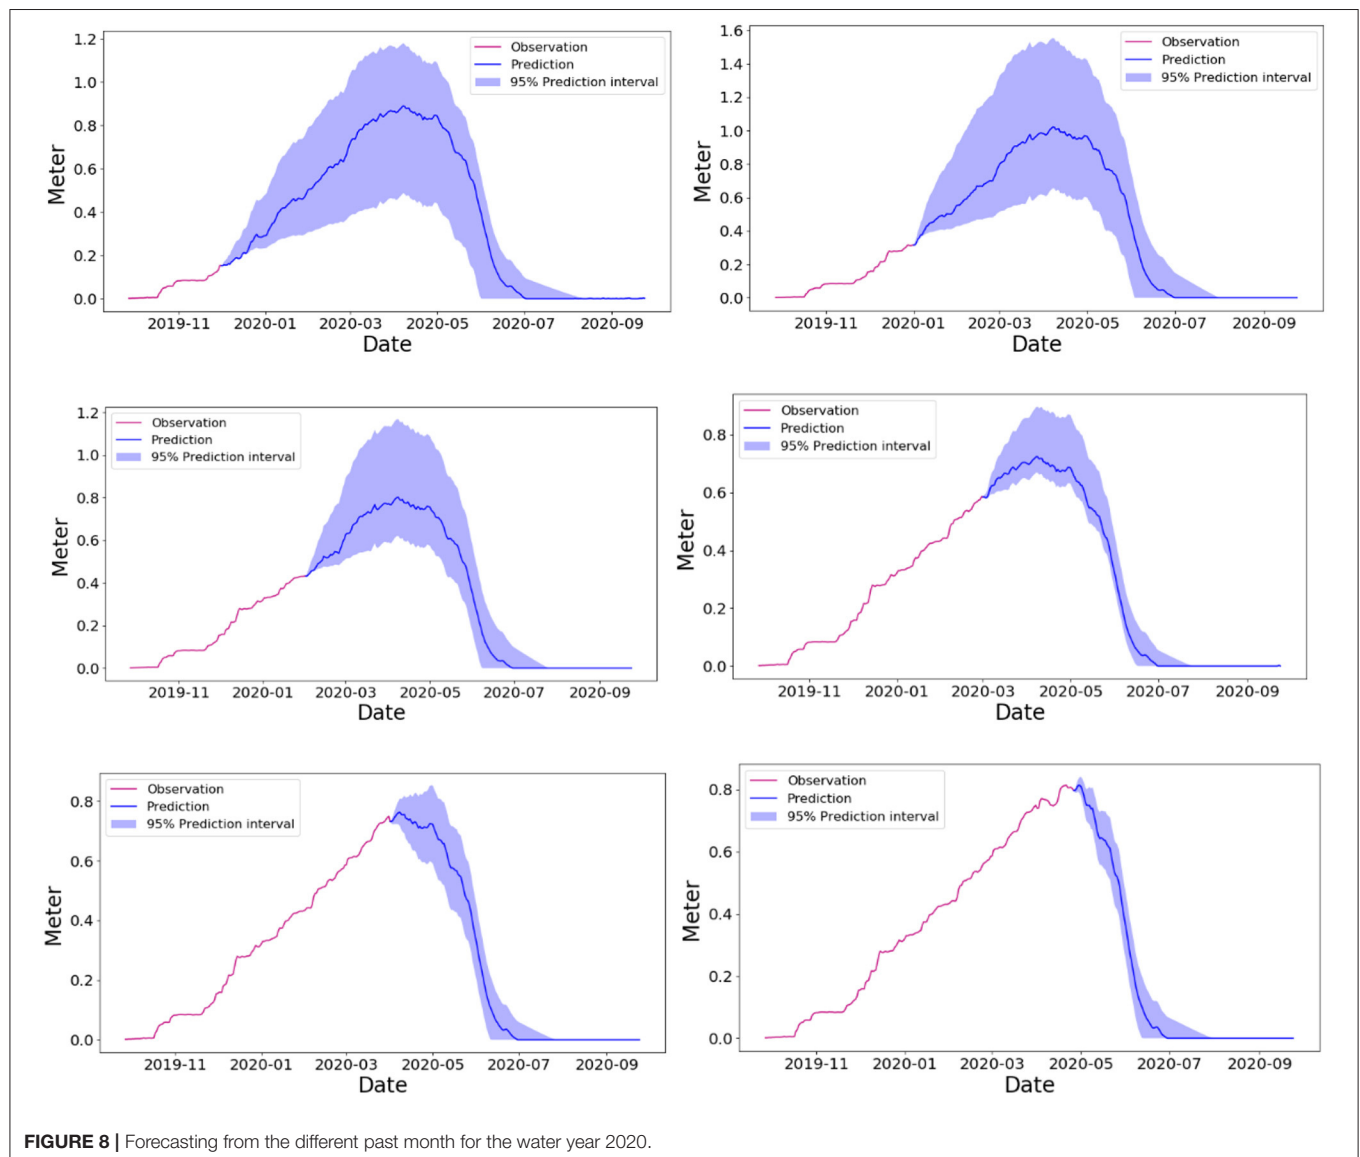 1.2
1.0
0.8
0.6
0.4
0.2
0.0
Meter
Observation
Prediction
95% Prediction interval
2019-11 2020-01 2020-03 2020-05 2020-07 2020-09
Date
1.6
1.4
1.2
1.0
0.8
0.6
0.4
0.2
0.0
Meter
Observation
Prediction
95% Prediction interval
2019-11 2020-01 2020-03 2020-05 2020-07 2020-09
Date
1.2
1.0
0.8
0.6
0.4
0.2
0.0
Meter
Observation
Prediction
95% Prediction interval
2019-11 2020-01 2020-03 2020-05 2020-07 2020-09
Date
0.8
0.6
0.4
0.2
0.0
Meter
Observation
Prediction
95% Prediction interval
2019-11 2020-01 2020-03 2020-05 2020-07 2020-09
Date
0.8
0.6
0.4
0.2
0.0
Meter
Observation
Prediction
95% Prediction interval
2019-11 2020-01 2020-03 2020-05 2020-07 2020-09
Date
0.8
0.6
0.4
0.2
0.0
Meter
Observation
Prediction
95% Prediction interval
2019-11 2020-01 2020-03 2020-05 2020-07 2020-09
Date
FIGURE 8 | Forecasting from the different past month for the water year 2020.